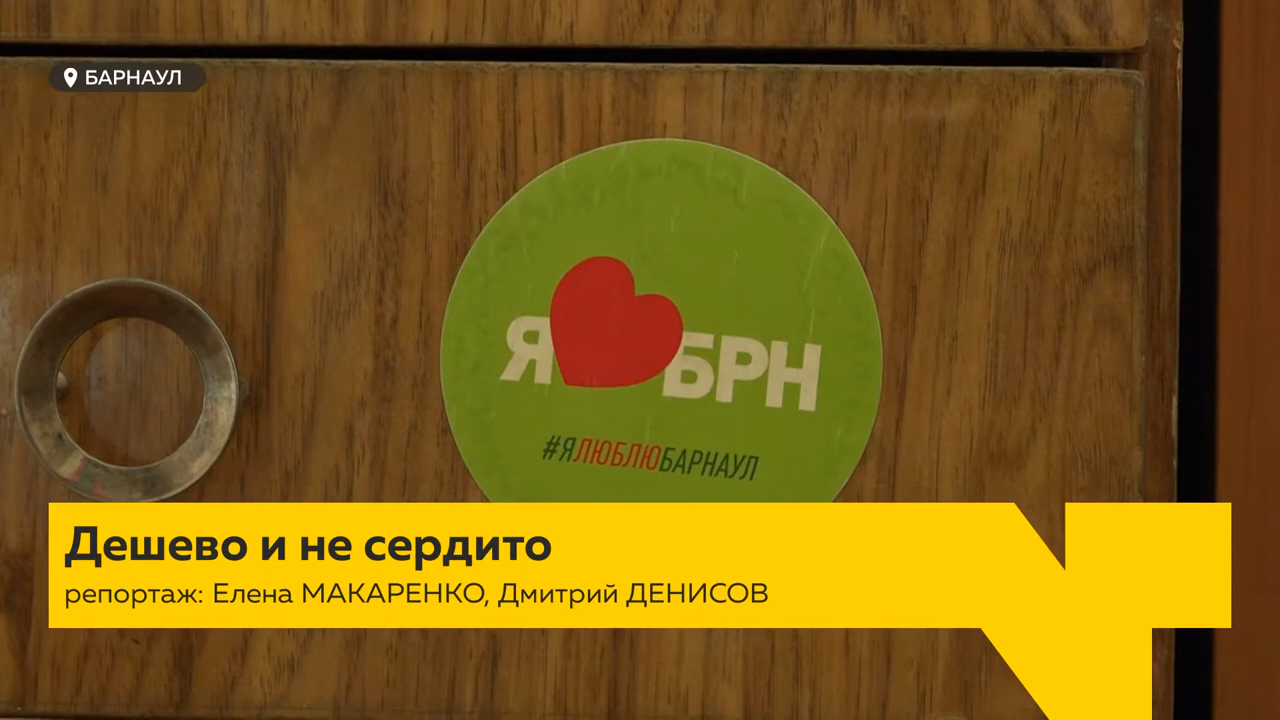 БАРНАУЛ
Я БРН
#ЯЛЮБЛЮБАРНАУЛ
Дешево и не сердито
репортаж: Елена МАКАРЕНКО, Дмитрий ДЕНИСОВ